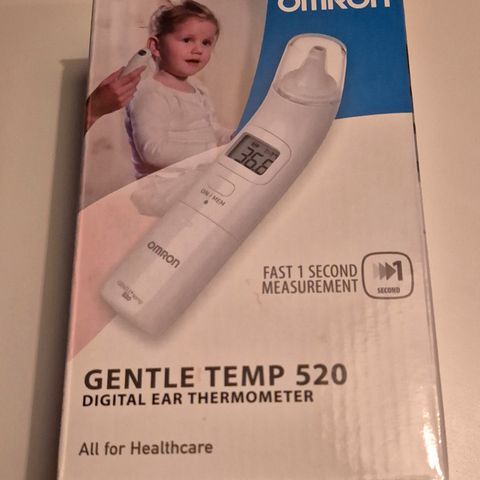 OMRON
36.6
ON / MEM
OMRON
FAST 1 SECOND
MEASUREMENT
1
SECOND
GENTLE TEMP 520
DIGITAL EAR THERMOMETER
All for Healthcare